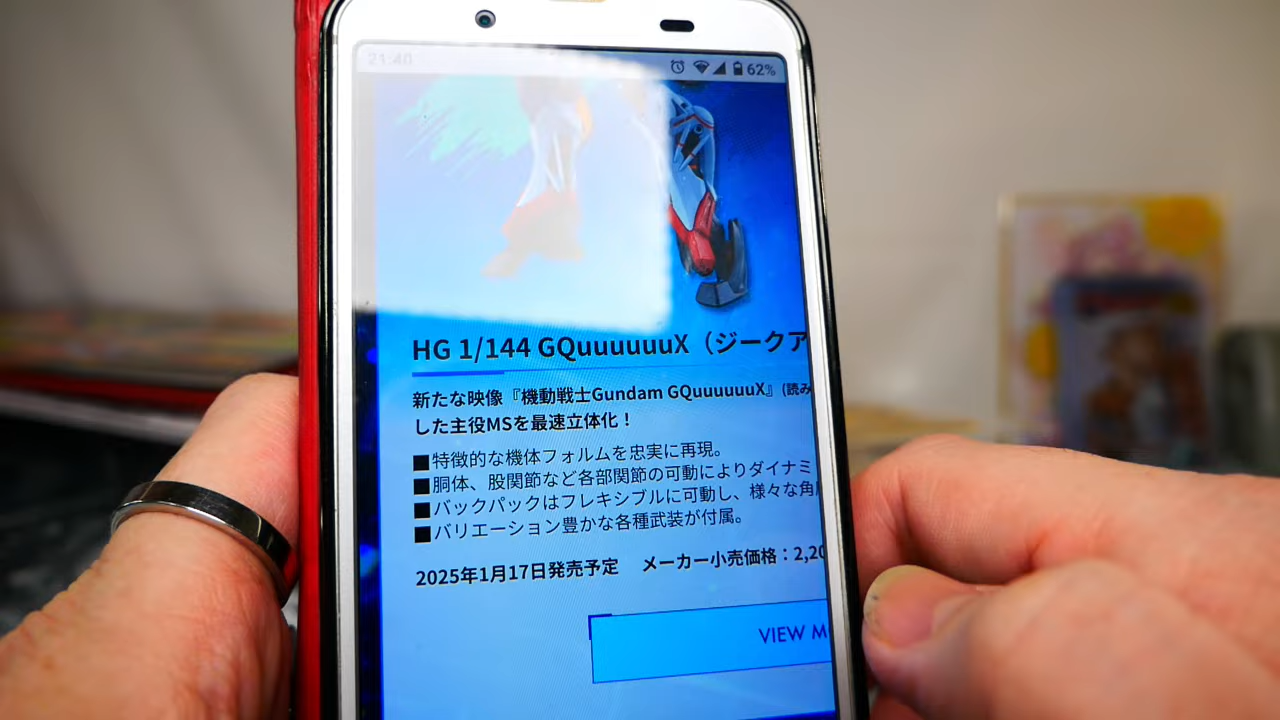 21:40
62%
HG 1/144 GQuuuuuuX（ジークア
新たな映像『機動戦士Gundam GQuuuuuuX』(読み
した主役MSを最速立体化！
■特徴的な機体フォルムを忠実に再現。
■胴体、股関節など各部関節の可動によりダイナミ
■バックパックはフレキシブルに可動し、様々な角
■バリエーション豊かな各種武装が付属。
2025年1月17日発売予定 メーカー小売価格：2,20
VIEW M